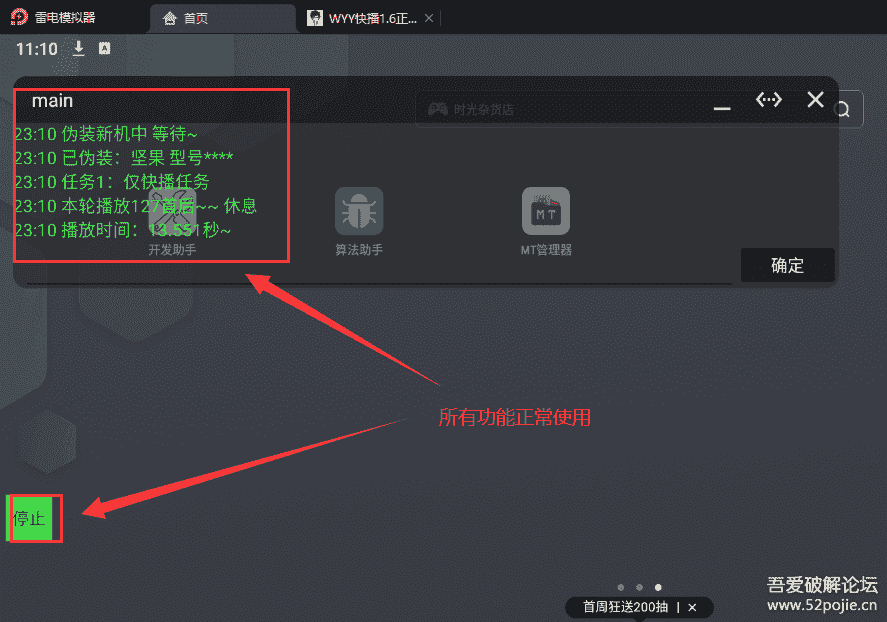 雷电模拟器
首页
WYY快播1.6正...
11:10
A
main
时光杂货店
23:10 伪装新机中 等待~
23:10 已伪装：坚果 型号****
23:10 任务1：仅快播任务
23:10 本轮播放127首后~~ 休息
23:10 播放时间：13.551秒~
开发助手
算法助手
MT
MT管理器
确定
所有功能正常使用
停止
首周狂送200抽
吾爱破解论坛
www.52pojie.cn